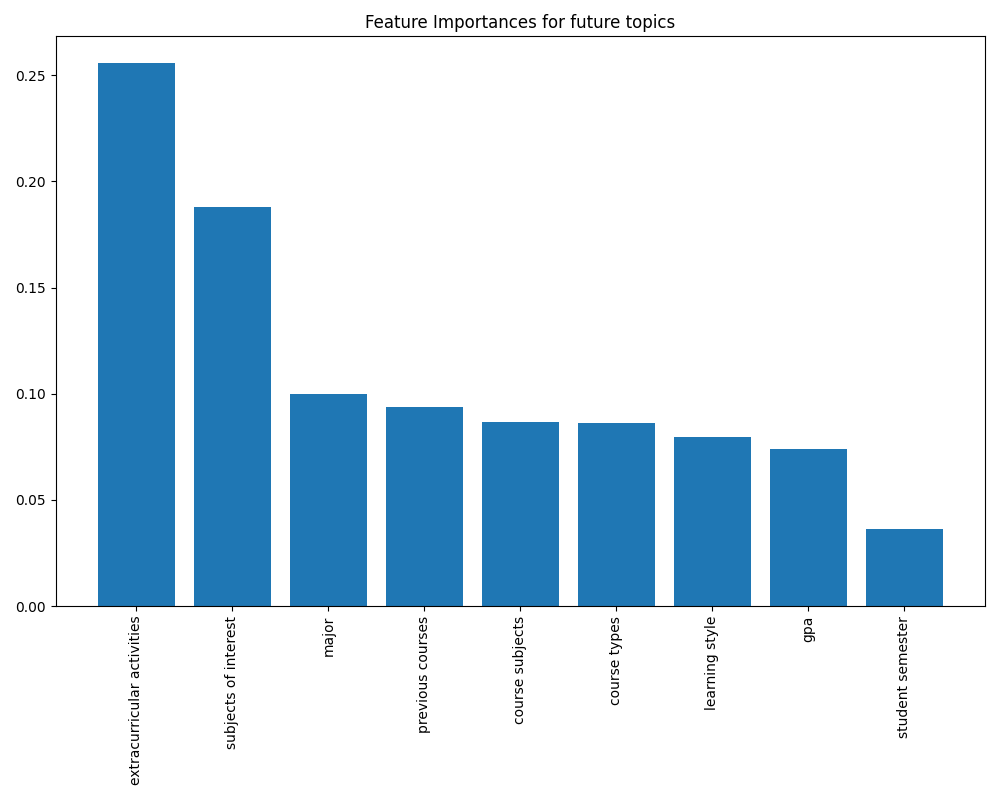 Feature Importances for future topics
0.25
0.20
0.15
0.10
0.05
0.00
extracurricular activities
subjects of interest
major
previous courses
course subjects
course types
learning style
gpa
student semester